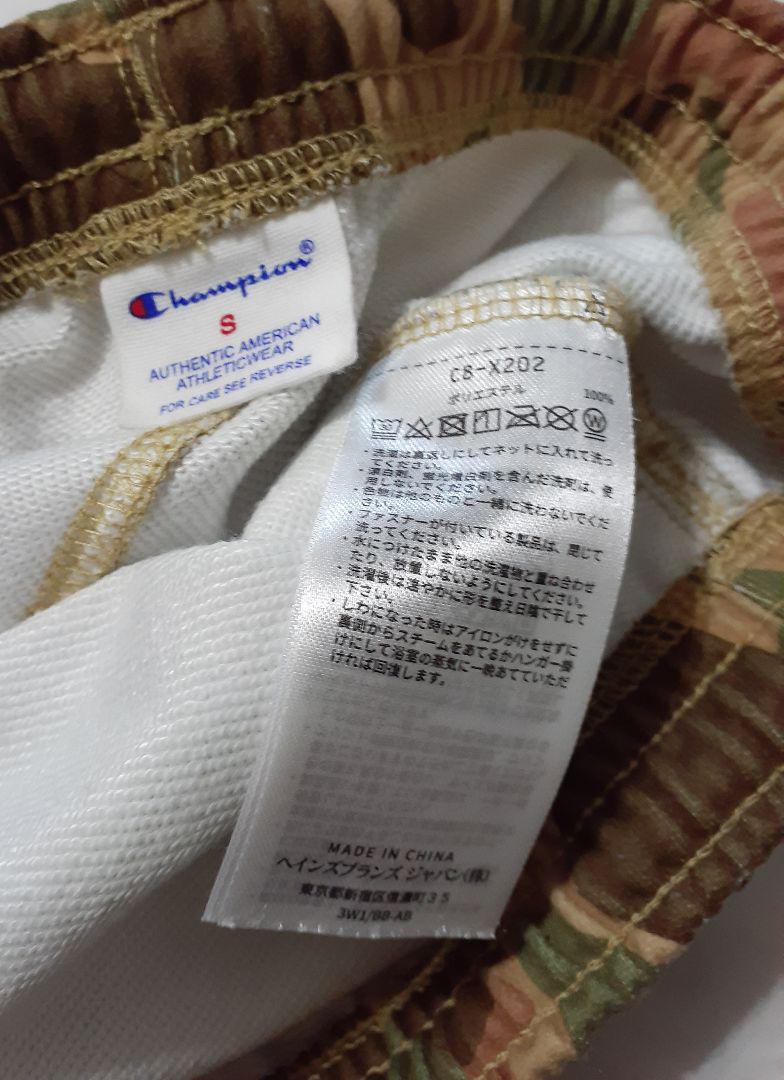 Champion®
S
AUTHENTIC AMERICAN
ATHLETICWEAR
FOR CARE SEE REVERSE
C8-X202
ポリエステル 100%
・洗濯は裏返しにしてネットに入れて洗っ
てください。
・漂白剤、蛍光増白剤を含んだ洗剤は、使
用しないでください。
・色物は他のものと一緒に洗わないでくだ
さい。
・ファスナーが付いている製品は、閉じて
洗ってください。
・水につけたまま他の洗濯物と重ね合わせ
たり、放置しないようにしてください。
・洗濯後は速やかに形を整え日陰で干して
下さい。
・しわになった時はアイロンがけをせずに
裏側からスチームをあてるかハンガー掛
けにして浴室の蒸気に一晩あてていただ
ければ回復します。
MADE IN CHINA
ヘインズブランズ ジャパン(株)
東京都新宿区信濃町35
3W1/BB-AB